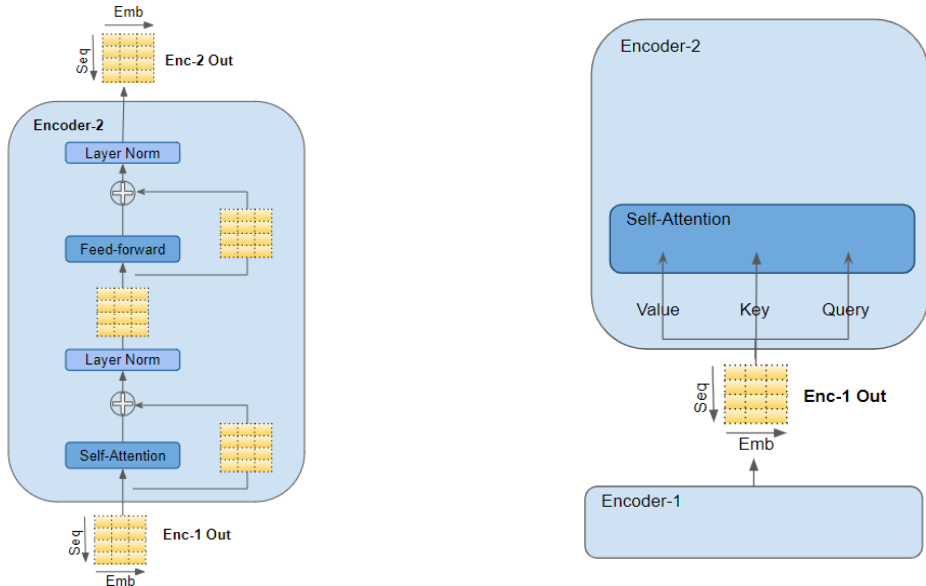 Emb
Seq
Enc-2 Out
Encoder-2
Layer Norm
Feed-forward
Layer Norm
Self-Attention
Seq
Enc-1 Out
Emb
Encoder-2
Self-Attention
Value
Key
Query
Seq
Enc-1 Out
Emb
Encoder-1